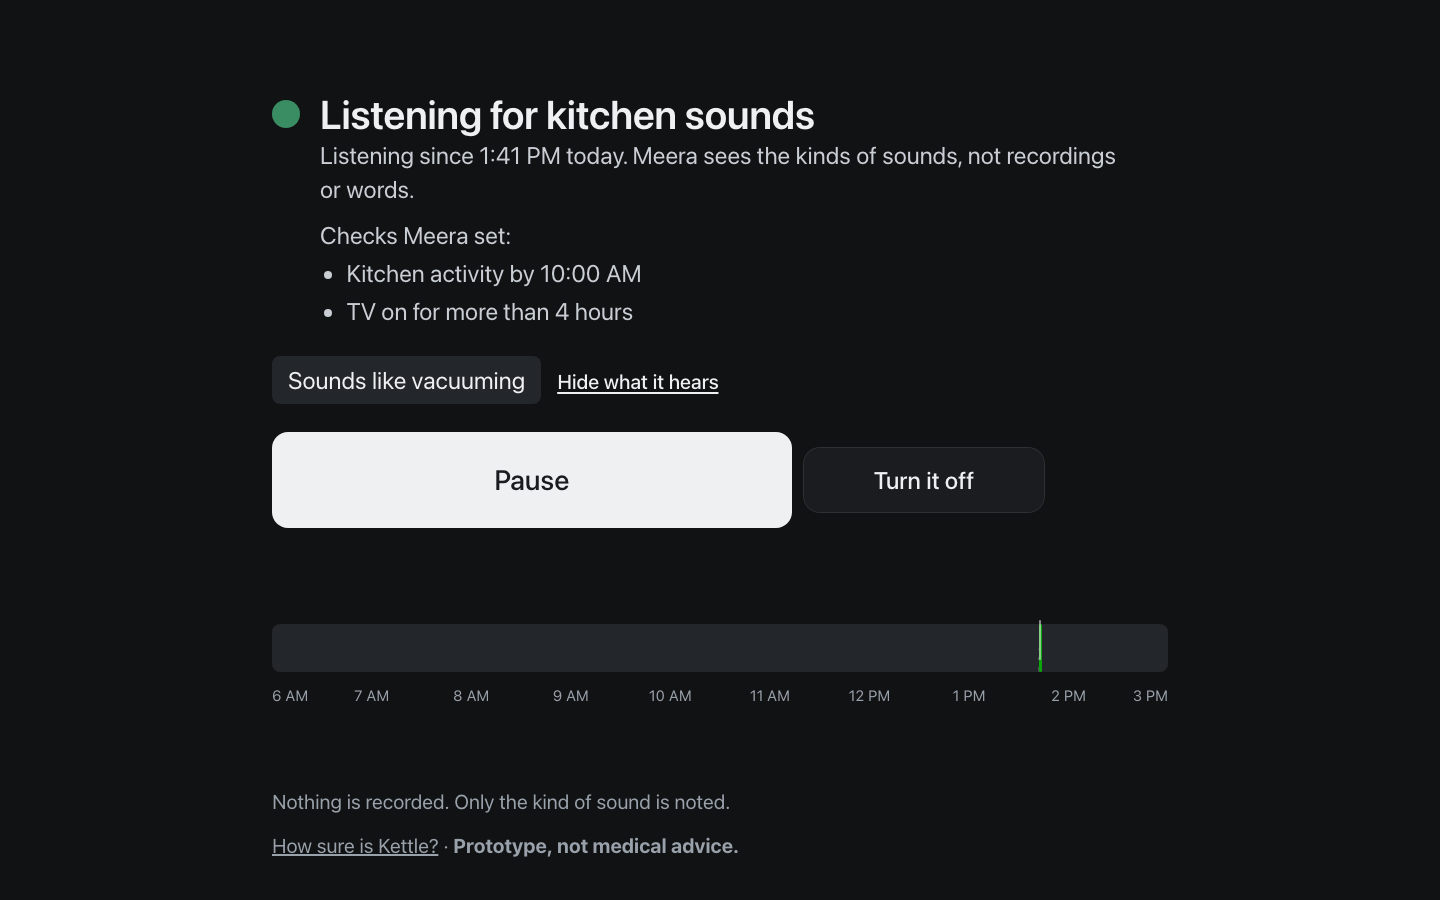 Listening for kitchen sounds
Listening since 1:41 PM today. Meera sees the kinds of sounds, not recordings
or words.
Checks Meera set:
• Kitchen activity by 10:00 AM
• TV on for more than 4 hours
Sounds like vacuuming Hide what it hears
Pause Turn it off
6 AM 7 AM 8 AM 9 AM 10 AM 11 AM 12 PM 1 PM 2 PM 3 PM
Nothing is recorded. Only the kind of sound is noted.
How sure is Kettle? · Prototype, not medical advice.